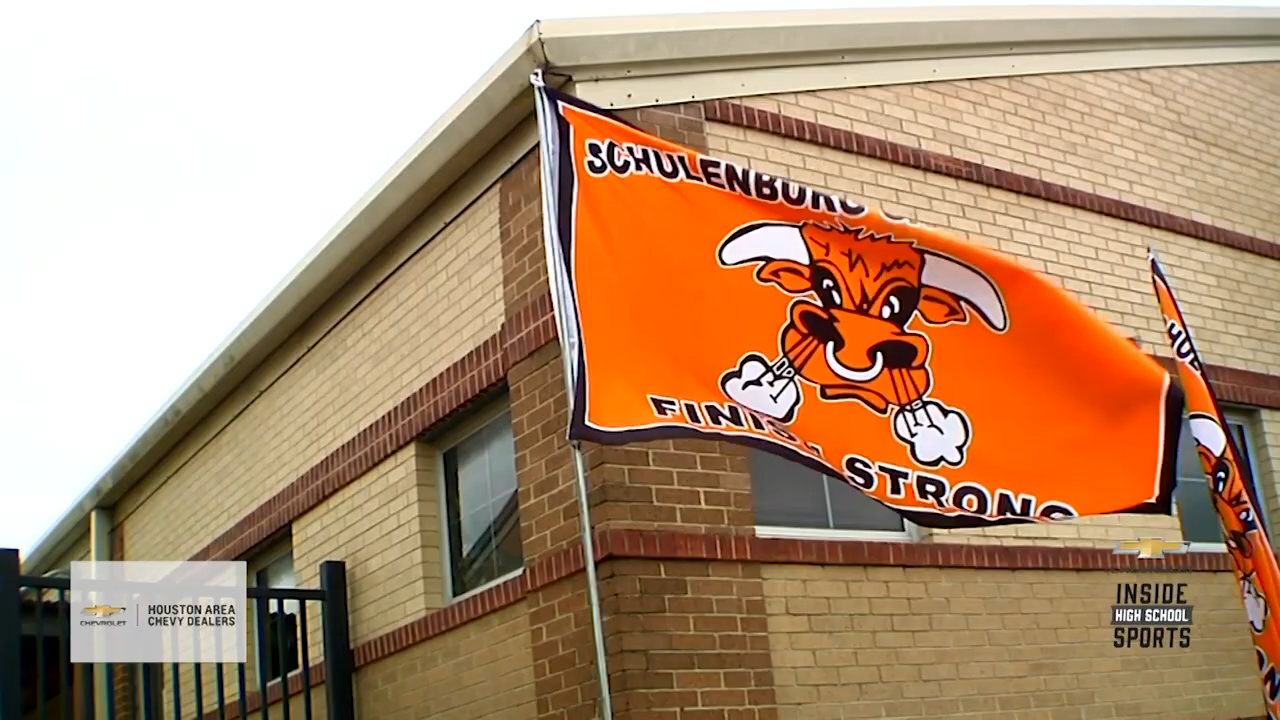 SCHULENBURG
FINISH STRONG
CHEVROLET
HOUSTON AREA
CHEVY DEALERS
INSIDE
HIGH SCHOOL
SPORTS